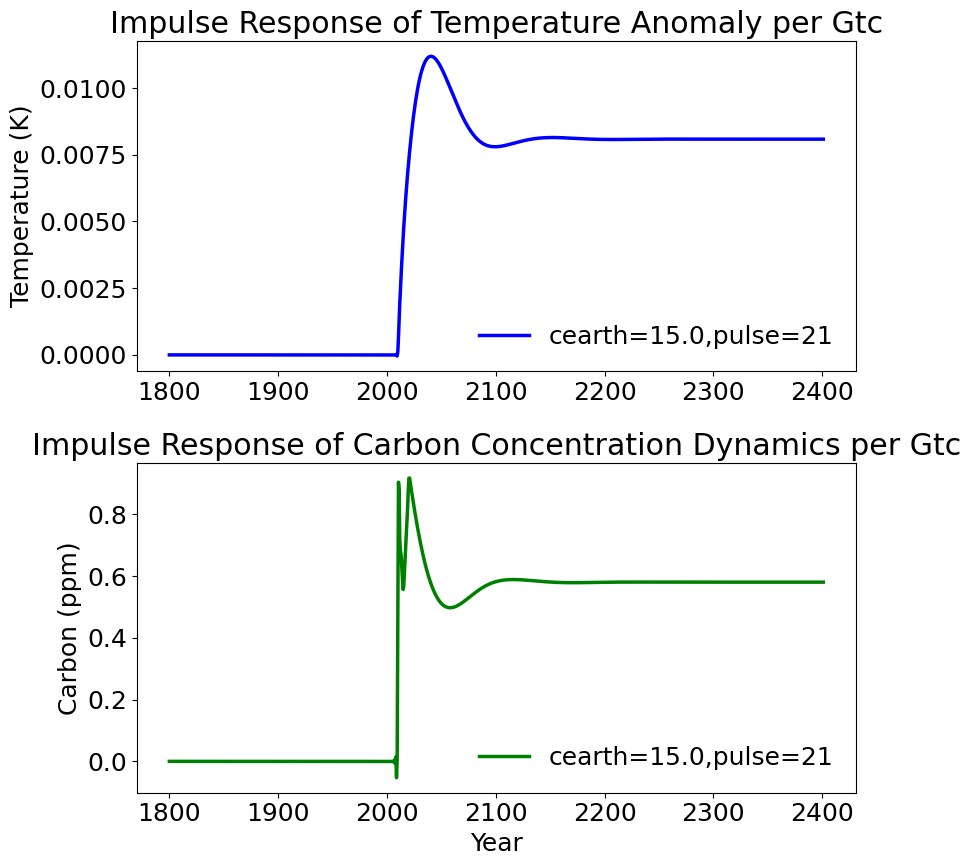 Impulse Response of Temperature Anomaly per Gtc
Temperature (K)
0.0100
0.0075
0.0050
0.0025
0.0000
cearth=15.0,pulse=21
1800 1900 2000 2100 2200 2300 2400
Impulse Response of Carbon Concentration Dynamics per Gtc
Carbon (ppm)
0.8
0.6
0.4
0.2
0.0
cearth=15.0,pulse=21
1800 1900 2000 2100 2200 2300 2400
Year